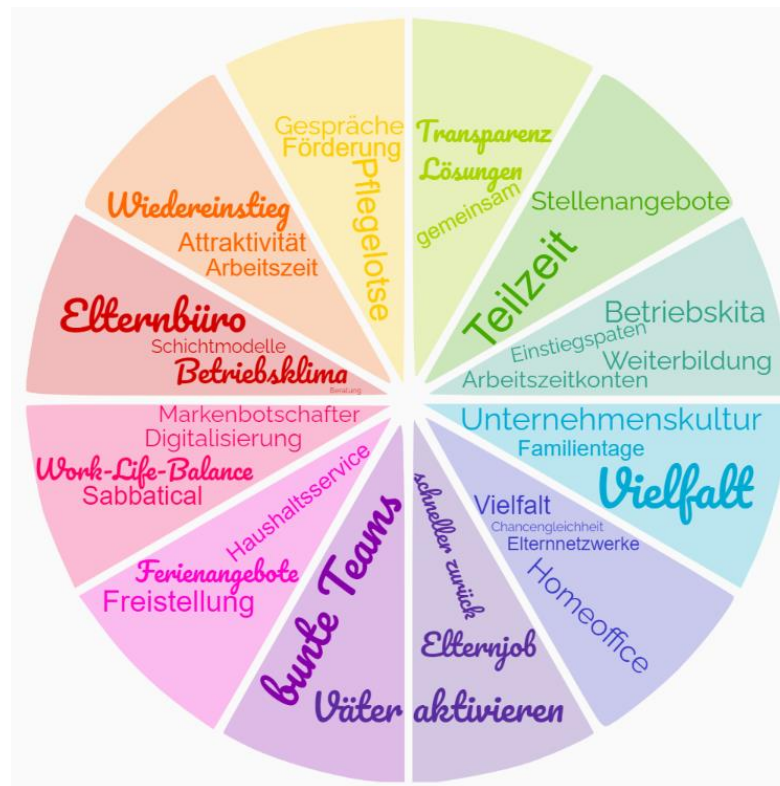 Gespräche
Förderung
Pflegelotse
Transparenz
Lösungen
gemeinsam
Stellenangebote
Teilzeit
Betriebskita
Einstiegspaten
Weiterbildung
Arbeitszeitkonten
Unternehmenskultur
Familientage
Vielfalt
Vielfalt
Chancengleichheit
Elternnetzwerke
Homeoffice
schneller zurück
Elternjob
Väter aktivieren
bunte Teams
Haushaltsservice
Ferienangebote
Freistellung
Markenbotschafter
Digitalisierung
Work-Life-Balance
Sabbatical
Elternbüro
Schichtmodelle
Betriebsklima
Beratung
Wiedereinstieg
Attraktivität
Arbeitszeit